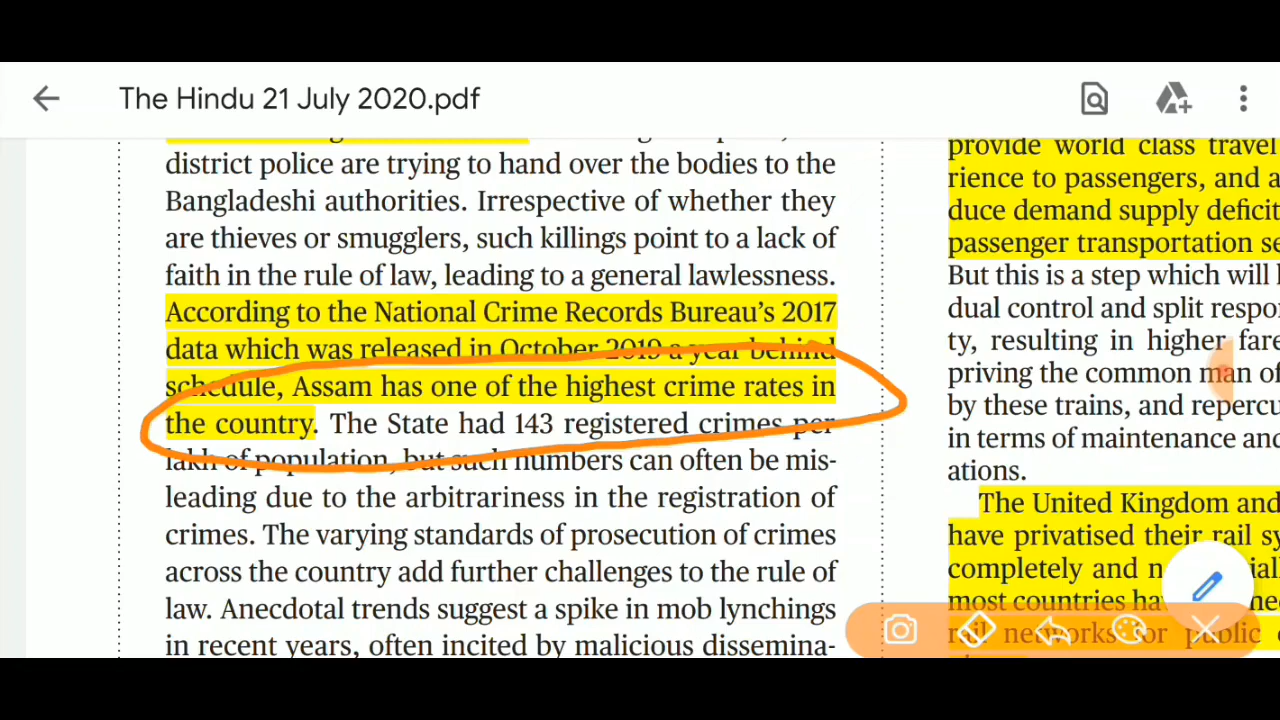 The Hindu 21 July 2020.pdf
district police are trying to hand over the bodies to the
Bangladeshi authorities. Irrespective of whether they
are thieves or smugglers, such killings point to a lack of
faith in the rule of law, leading to a general lawlessness.
According to the National Crime Records Bureau's 2017
data which was released in October 2019 a year behind
schedule, Assam has one of the highest crime rates in
the country. The State had 143 registered crimes per
lakh of population, but such numbers can often be mis-
leading due to the arbitrariness in the registration of
crimes. The varying standards of prosecution of crimes
across the country add further challenges to the rule of
law. Anecdotal trends suggest a spike in mob lynchings
in recent years, often incited by malicious dissemina-
provide world class travel
rience to passengers, and a
duce demand supply deficit
passenger transportation se
But this is a step which will
dual control and split respo
ty, resulting in higher fare
priving the common man of
by these trains, and repercu
in terms of maintenance and
ations.
The United Kingdom and
have privatised their rail sy
completely and n
most countries ha
rail networks for public